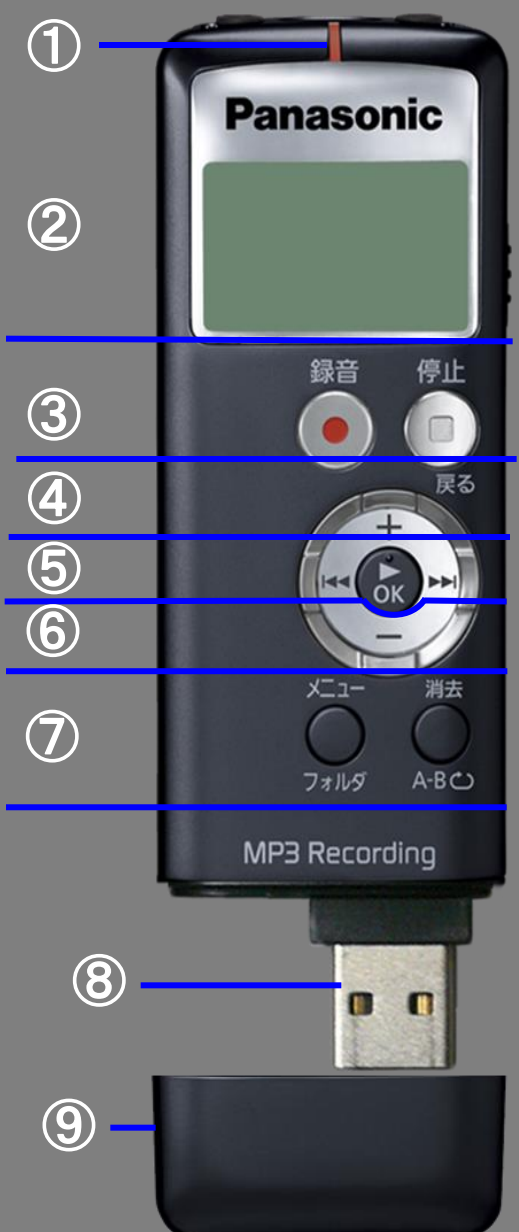 ①
Panasonic
②
録音 停止
③
戻る
④
+
⑤
OK
⑥
−
メニュー 消去
⑦
フォルダ A-B
MP3 Recording
⑧
⑨